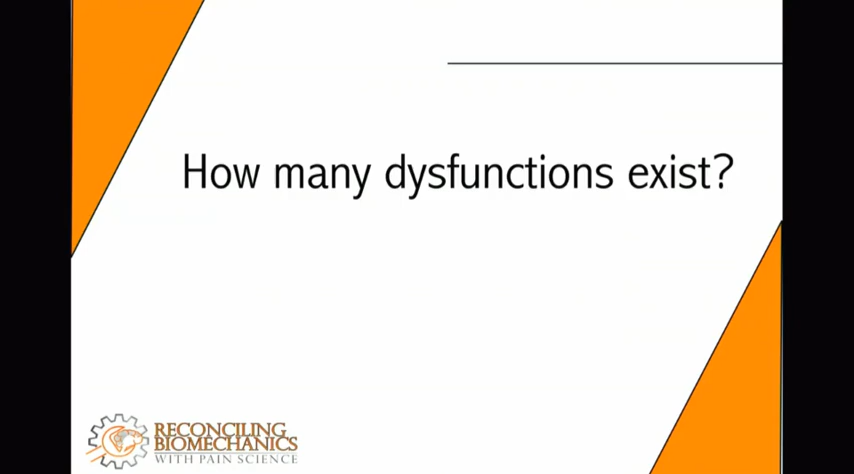 How many dysfunctions exist?
RECONCILING
BIOMECHANICS
WITH PAIN SCIENCE